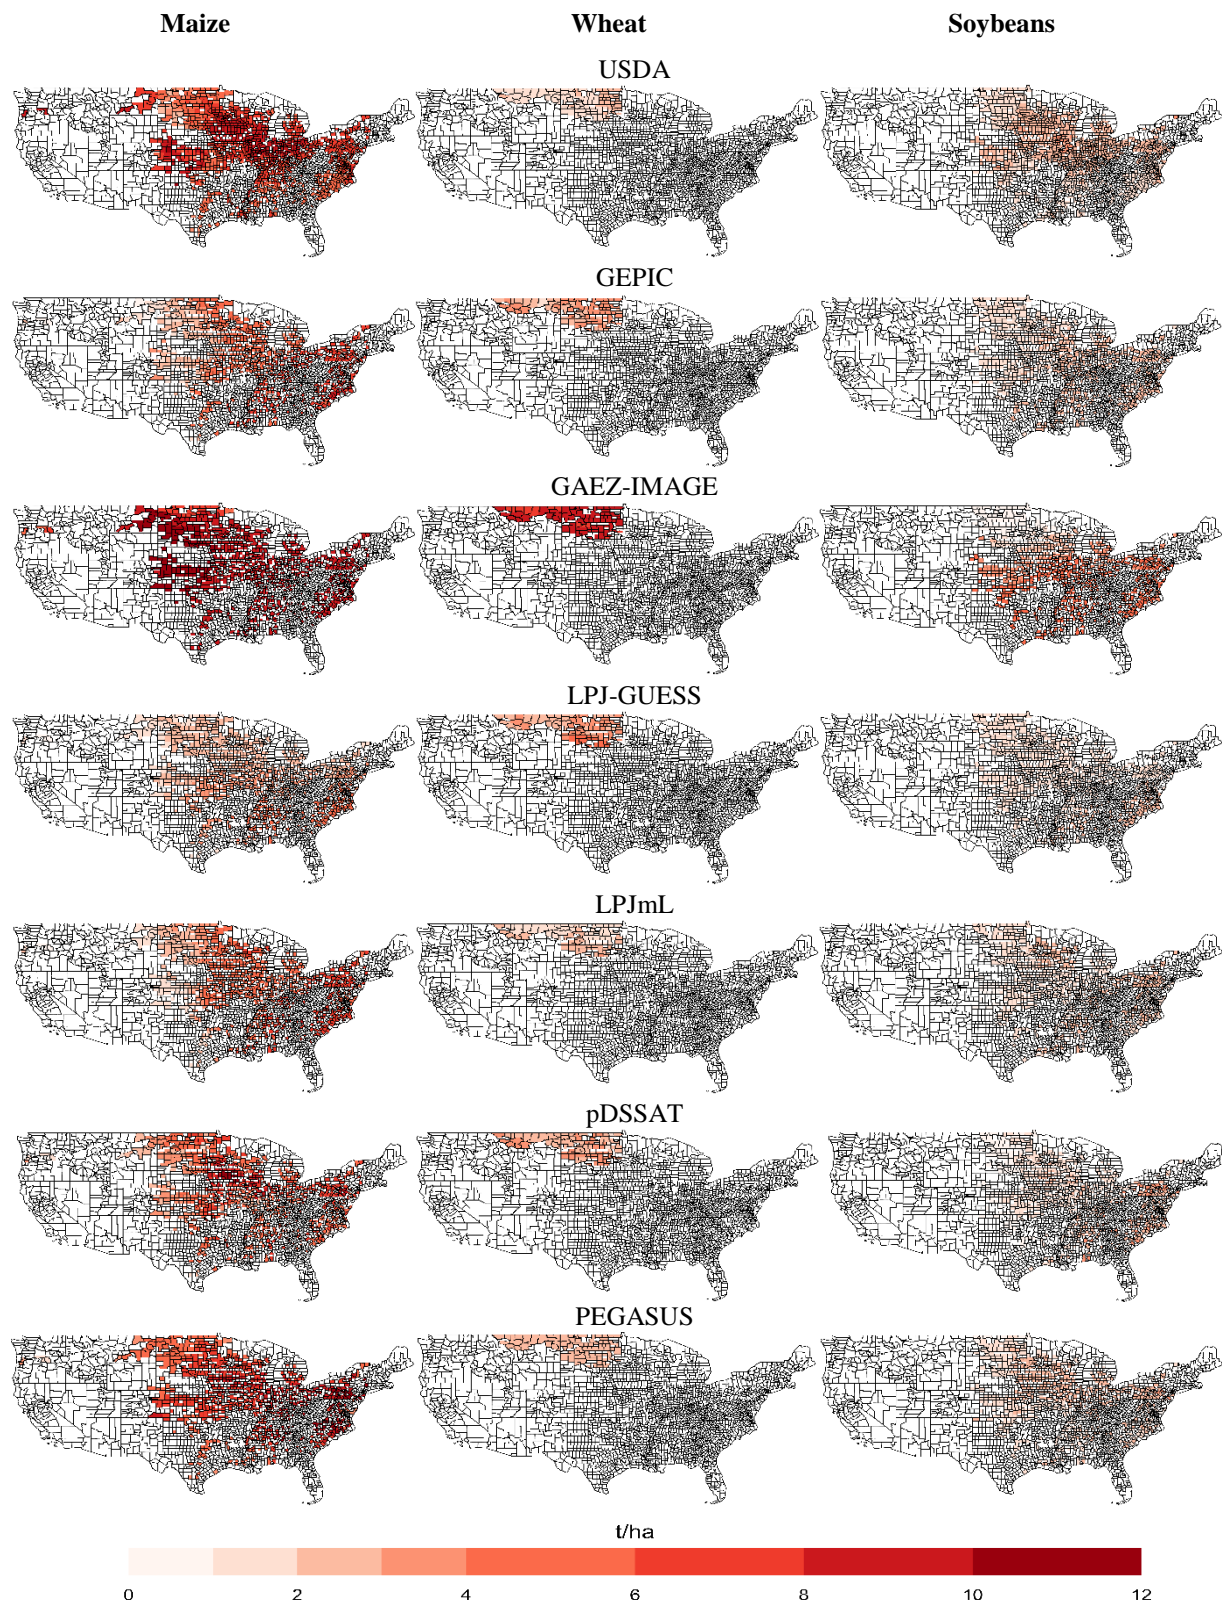 Maize Wheat Soybeans
USDA
GEPIC
GAEZ-IMAGE
LPJ-GUESS
LPJmL
pDSSAT
PEGASUS
t/ha
0 2 4 6 8 10 12